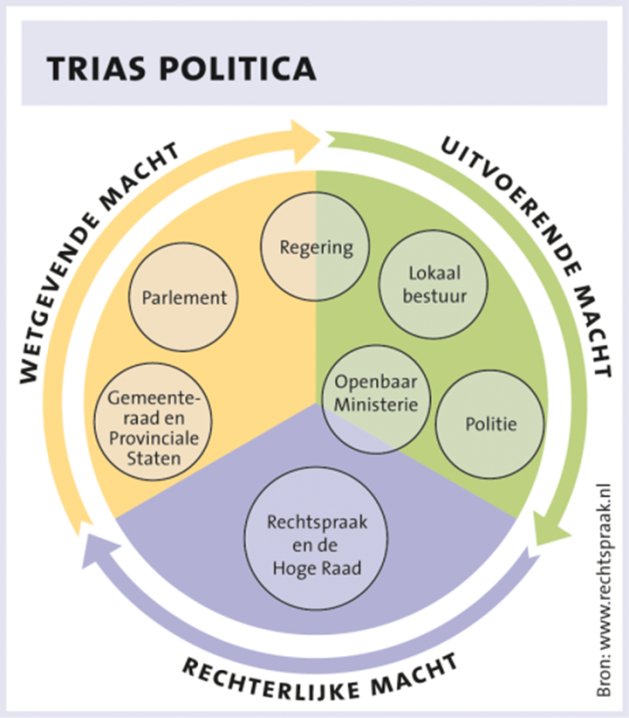 TRIAS POLITICA
WETGEVENDE MACHT
UITVOERENDE MACHT
Regering
Lokaal
bestuur
Parlement
Openbaar
Ministerie
Gemeente-
raad en
Provinciale
Staten
Politie
Rechtspraak
en de
Hoge Raad
RECHTERLIJKE MACHT
Bron: www.rechtspraak.nl